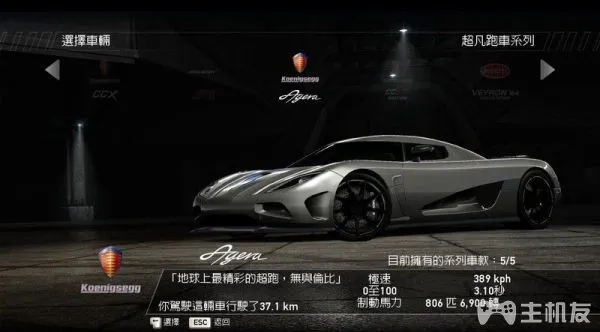 選擇車輛
超凡跑車系列
Koenigsegg
CCX
Agera
VEYRON 16.4
Koenigsegg
Agera
目前擁有的系列車款：5/5
「地球上最精彩的超跑，無與倫比」
極速 389 kph
0至100 3.10秒
制動馬力 806 匹 6,900 轉
你駕駛這輛車行駛了37.1 km
選擇 ESC 返回
主机友